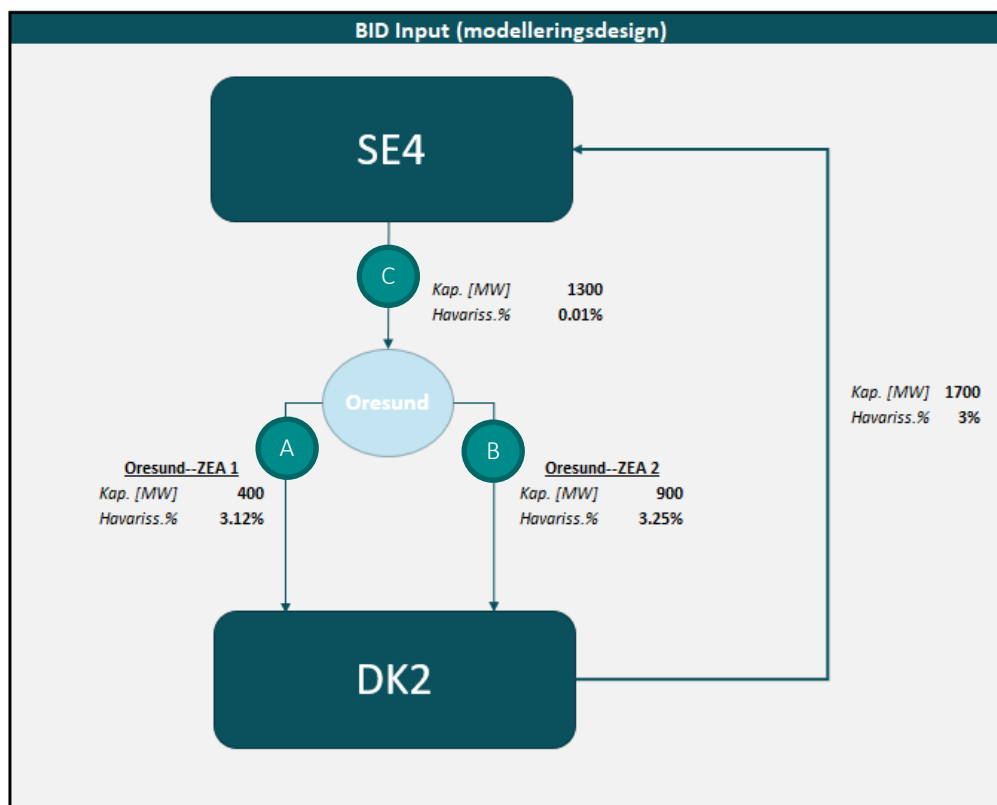 BID Input (modelleringsdesign)
SE4
C
Kap. [MW] 1300
Havariss.% 0.01%
Oresund
Kap. [MW] 1700
Havariss.% 3%
A
B
Oresund--ZEA 1
Kap. [MW] 400
Havariss.% 3.12%
Oresund--ZEA 2
Kap. [MW] 900
Havariss.% 3.25%
DK2